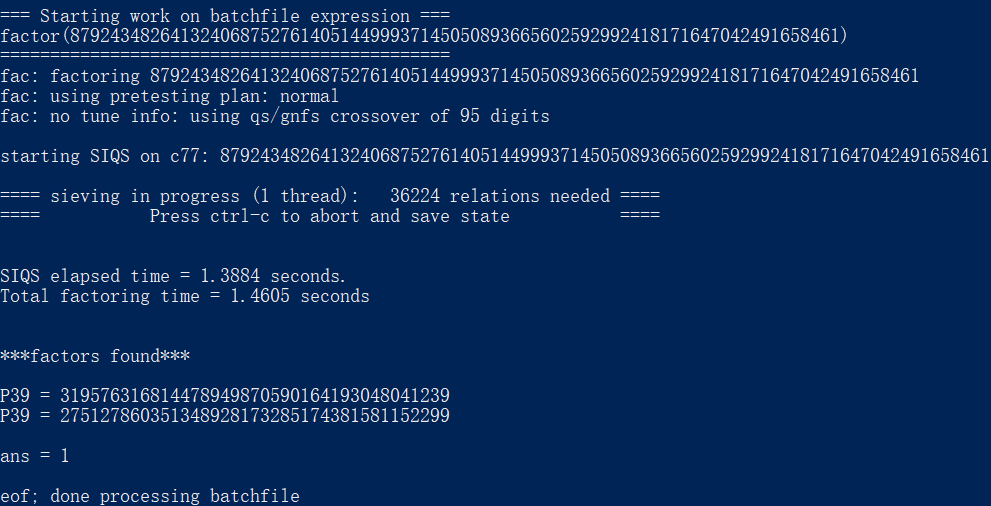 === Starting work on batchfile expression ===
factor(87924348264132406875276140514499937145050893665602592992418171647042491658461)
=============================================
fac: factoring 87924348264132406875276140514499937145050893665602592992418171647042491658461
fac: using pretesting plan: normal
fac: no tune info: using qs/gnfs crossover of 95 digits
starting SIQS on c77: 87924348264132406875276140514499937145050893665602592992418171647042491658461
==== sieving in progress (1 thread):   36224 relations needed ====
====           Press ctrl-c to abort and save state           ====
SIQS elapsed time = 1.3884 seconds.
Total factoring time = 1.4605 seconds
***factors found***
P39 = 319576316814478949870590164193048041239
P39 = 275127860351348928173285174381581152299
ans = 1
eof; done processing batchfile